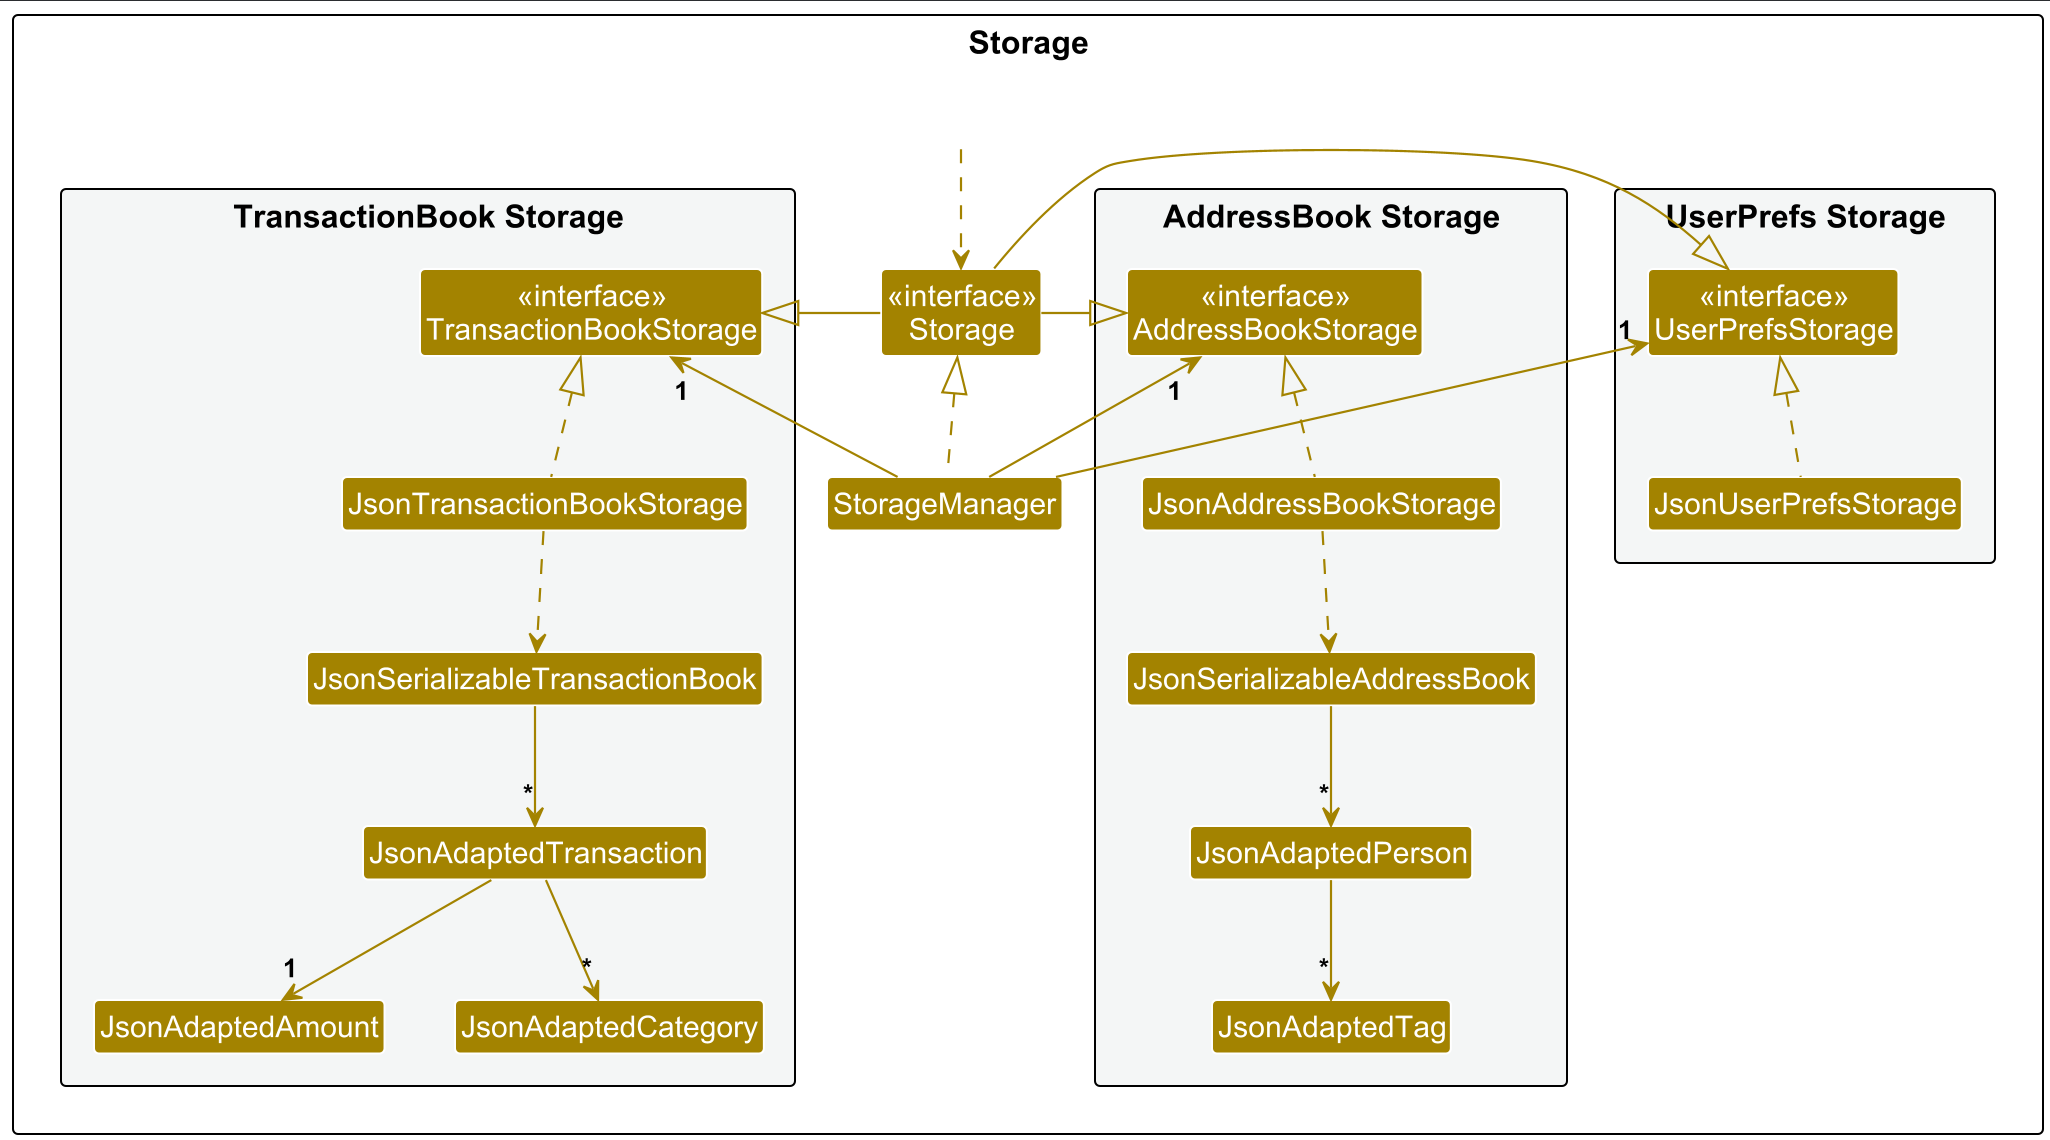 Storage
TransactionBook Storage
AddressBook Storage
UserPrefs Storage
«interface»
TransactionBookStorage
«interface»
Storage
«interface»
AddressBookStorage
«interface»
UserPrefsStorage
1
1
1
JsonTransactionBookStorage
StorageManager
JsonAddressBookStorage
JsonUserPrefsStorage
JsonSerializableTransactionBook
JsonSerializableAddressBook
*
*
JsonAdaptedTransaction
JsonAdaptedPerson
1
*
*
JsonAdaptedAmount
JsonAdaptedCategory
JsonAdaptedTag